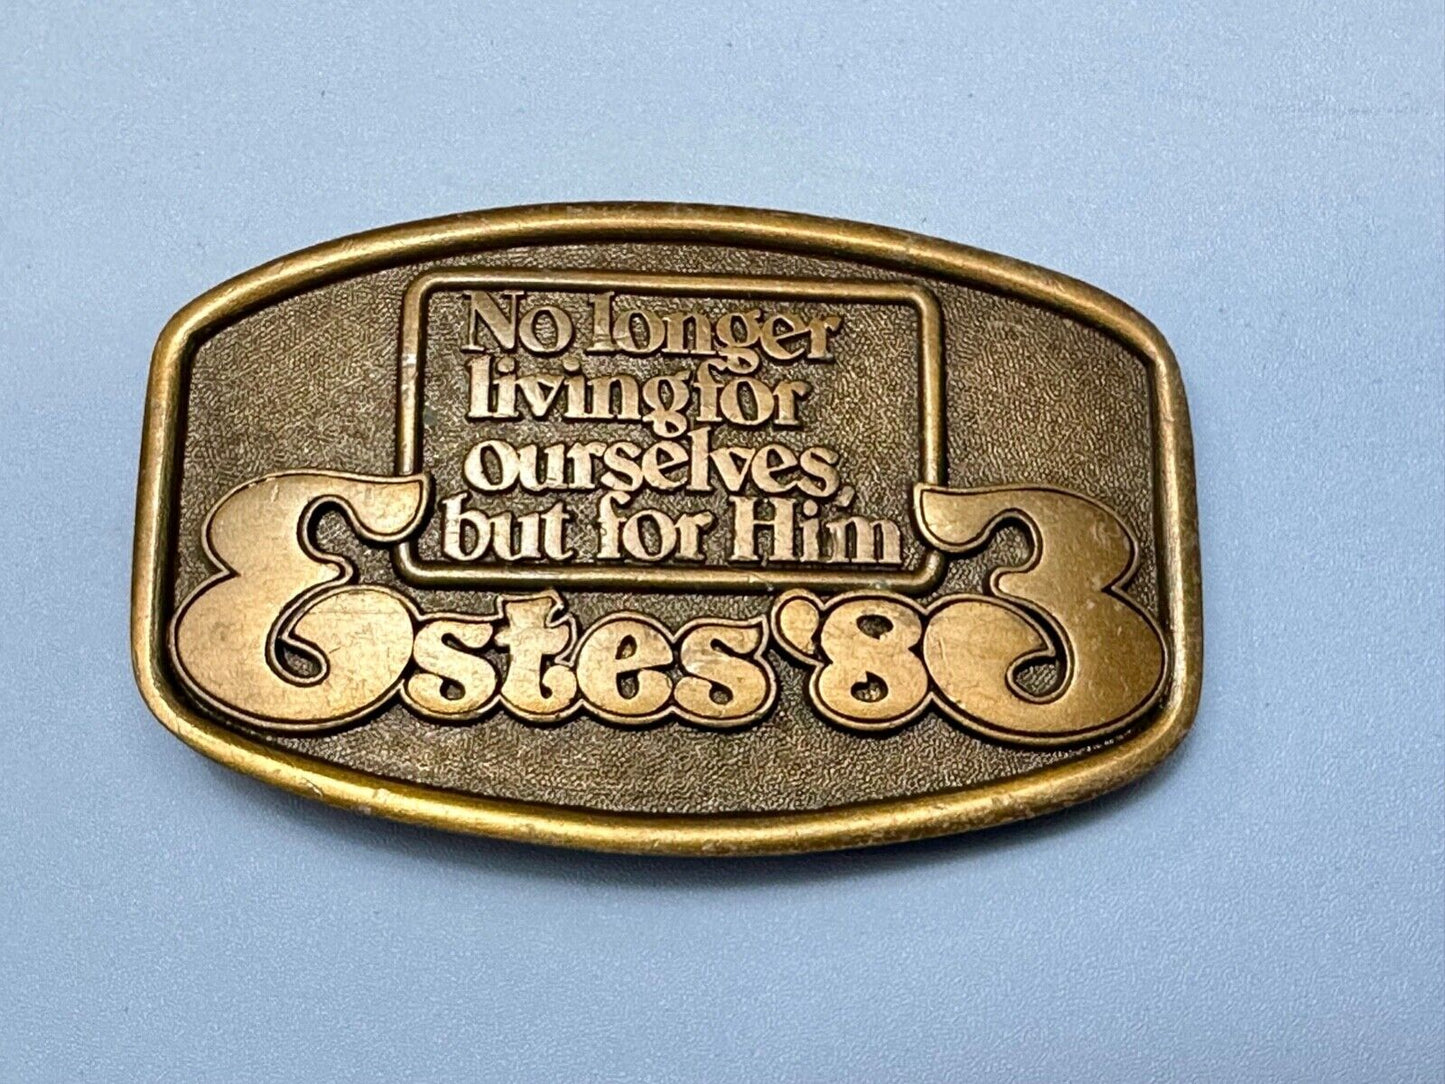 No longer
living for
ourselves,
but for Him
Estes '83